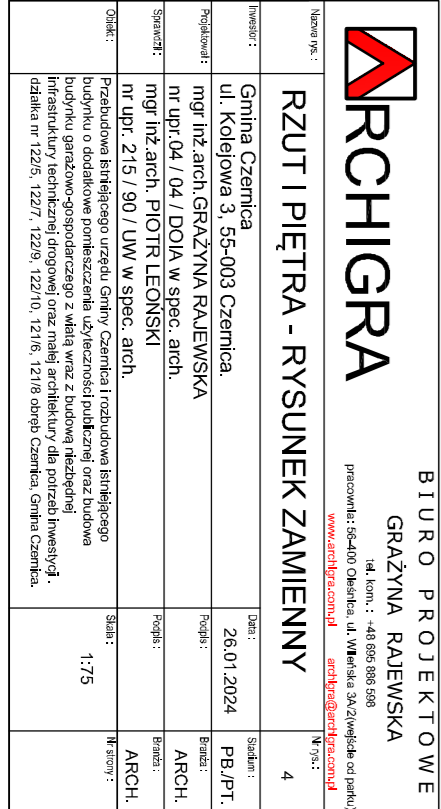 ARCHIGRA
BIURO PROJEKTOWE
GRAŻYNA RAJEWSKA
tel. kom.: +48 695 886 598
pracownia: 56-400 Oleśnica, ul. Wileńska 3A/2(wejście od parko
www.archigra.com.pl archigra@archigra.com.pl
Nazwa rys. :
RZUT I PIĘTRA - RYSUNEK ZAMIENNY
Nr rys. :
4
Inwestor :
Gmina Czernica
ul. Kolejowa 3, 55-003 Czernica.
Data :
26.01.2024
Stadium :
PB./PT.
Projektował :
mgr inż.arch.GRAŻYNA RAJEWSKA
nr upr.04 / 04 / DOIA w spec. arch.
Podpis :
Branża :
ARCH.
Sprawdził :
mgr inż.arch. PIOTR LEOŃSKI
nr upr. 215 / 90 / UW w spec. arch.
Podpis :
Branża :
ARCH.
Obiekt :
Przebudowa istniejącego urzędu Gminy Czernica i rozbudowa istniejącego
budynku o dodatkowe pomieszczenia użyteczności publicznej oraz budowa
budynku garażowo-gospodarczego z wiatą wraz z budową niezbędnej
infrastruktury technicznej drogowej oraz małej architektury dla potrzeb inwestycji .
działka nr 122/5, 122/7, 122/9, 122/10, 121/6, 121/8 obręb Czernica, Gmina Czernica.
Skala :
1:75
Nr strony :